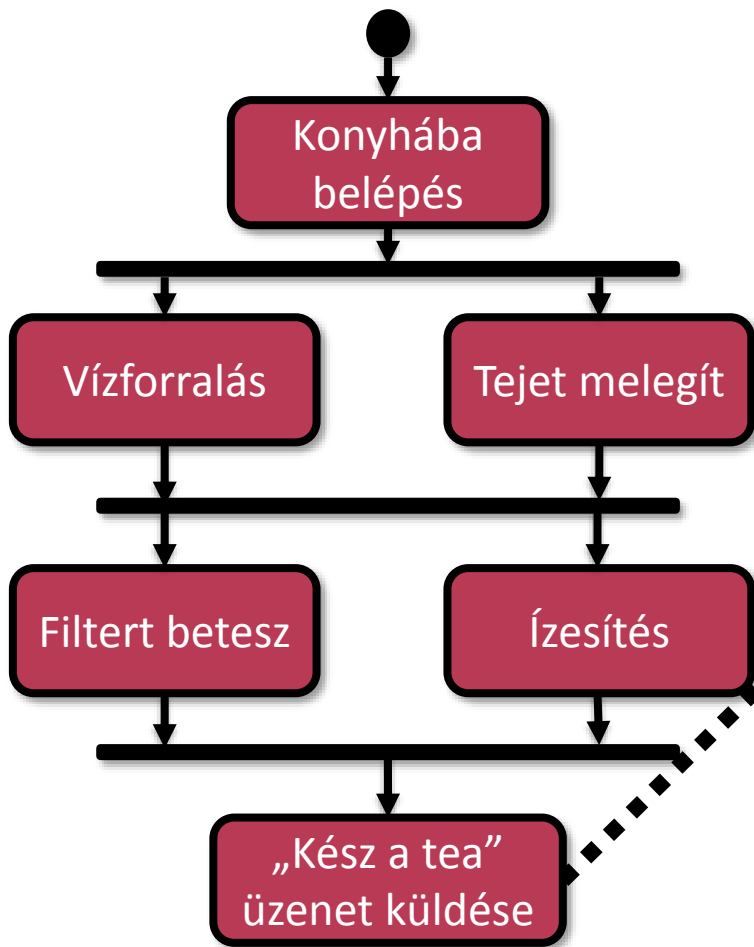 Konyhába
belépés
Vízforralás
Tejet melegít
Filtert betesz
Ízesítés
„Kész a tea”
üzenet küldése